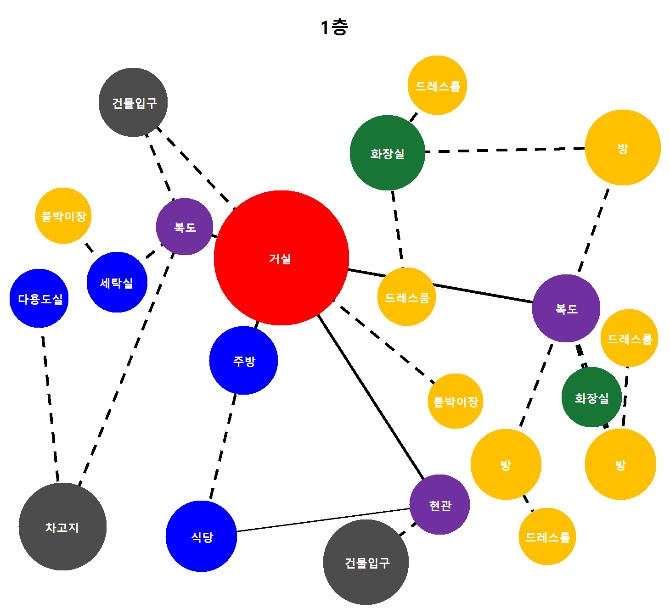 1층
드레스룸
건물입구
화장실
방
붙박이장
복도
거실
세탁실
다용도실
드레스룸
복도
드레스룸
주방
붙박이장
화장실
방
방
현관
차고지
식당
드레스룸
건물입구